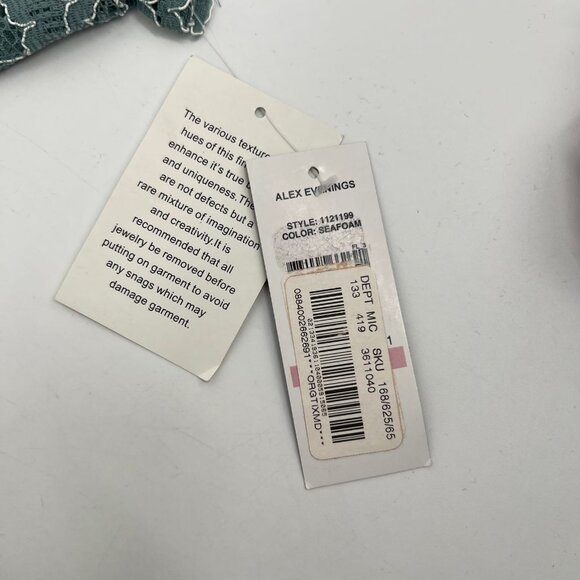 The various texture
hues of this
enhance it's true
and uniqueness.
are not defects but a
rare mixture of imagination
and creativity.It is
recommended that all
jewelry be removed before
putting on garment to avoid
any snags which may
damage garment.
ALEX EVENINGS
STYLE: 1121199
COLOR: SEAFOAM
DEPT MIC SKU 168/625/65
133 419 3611040
0884002662691***ORGTIXMD***